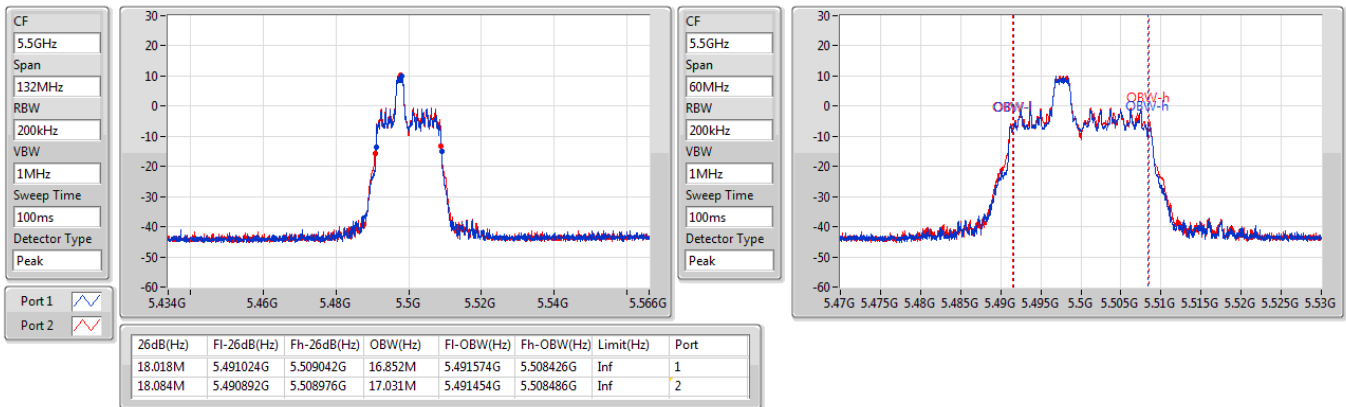 CF
5.5GHz
Span
132MHz
RBW
200kHz
VBW
1MHz
Sweep Time
100ms
Detector Type
Peak
Port 1
Port 2
30
20
10
0
-10
-20
-30
-40
-50
-60
5.434G 5.46G 5.48G 5.5G 5.52G 5.54G 5.566G
CF
5.5GHz
Span
60MHz
RBW
200kHz
VBW
1MHz
Sweep Time
100ms
Detector Type
Peak
30
20
10
0
-10
-20
-30
-40
-50
-60
OBW-l
OBW-h
OBW-h
5.47G 5.475G 5.48G 5.485G 5.49G 5.495G 5.5G 5.505G 5.51G 5.515G 5.52G 5.525G 5.53G
26dB(Hz) Fl-26dB(Hz) Fh-26dB(Hz) OBW(Hz) Fl-OBW(Hz) Fh-OBW(Hz) Limit(Hz) Port
18.018M 5.491024G 5.509042G 16.852M 5.491574G 5.508426G Inf 1
18.084M 5.490892G 5.508976G 17.031M 5.491454G 5.508486G Inf 2